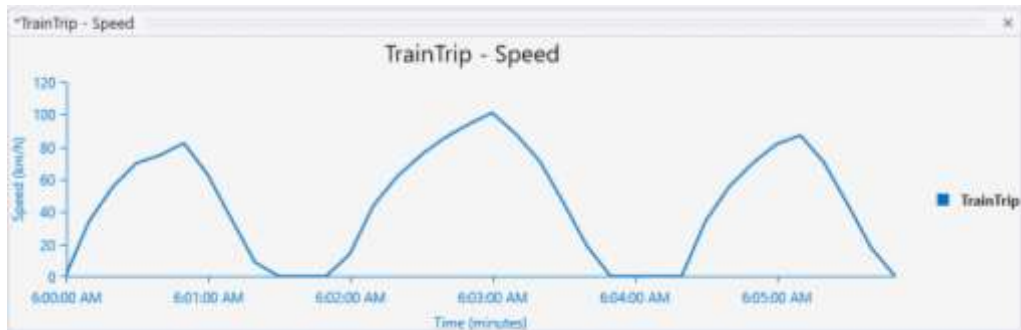 *TrainTrip - Speed
TrainTrip - Speed
120
100
80
60
40
20
0
Speed (km/h)
6:00:00 AM 6:01:00 AM 6:02:00 AM 6:03:00 AM 6:04:00 AM 6:05:00 AM
Time (minutes)
TrainTrip